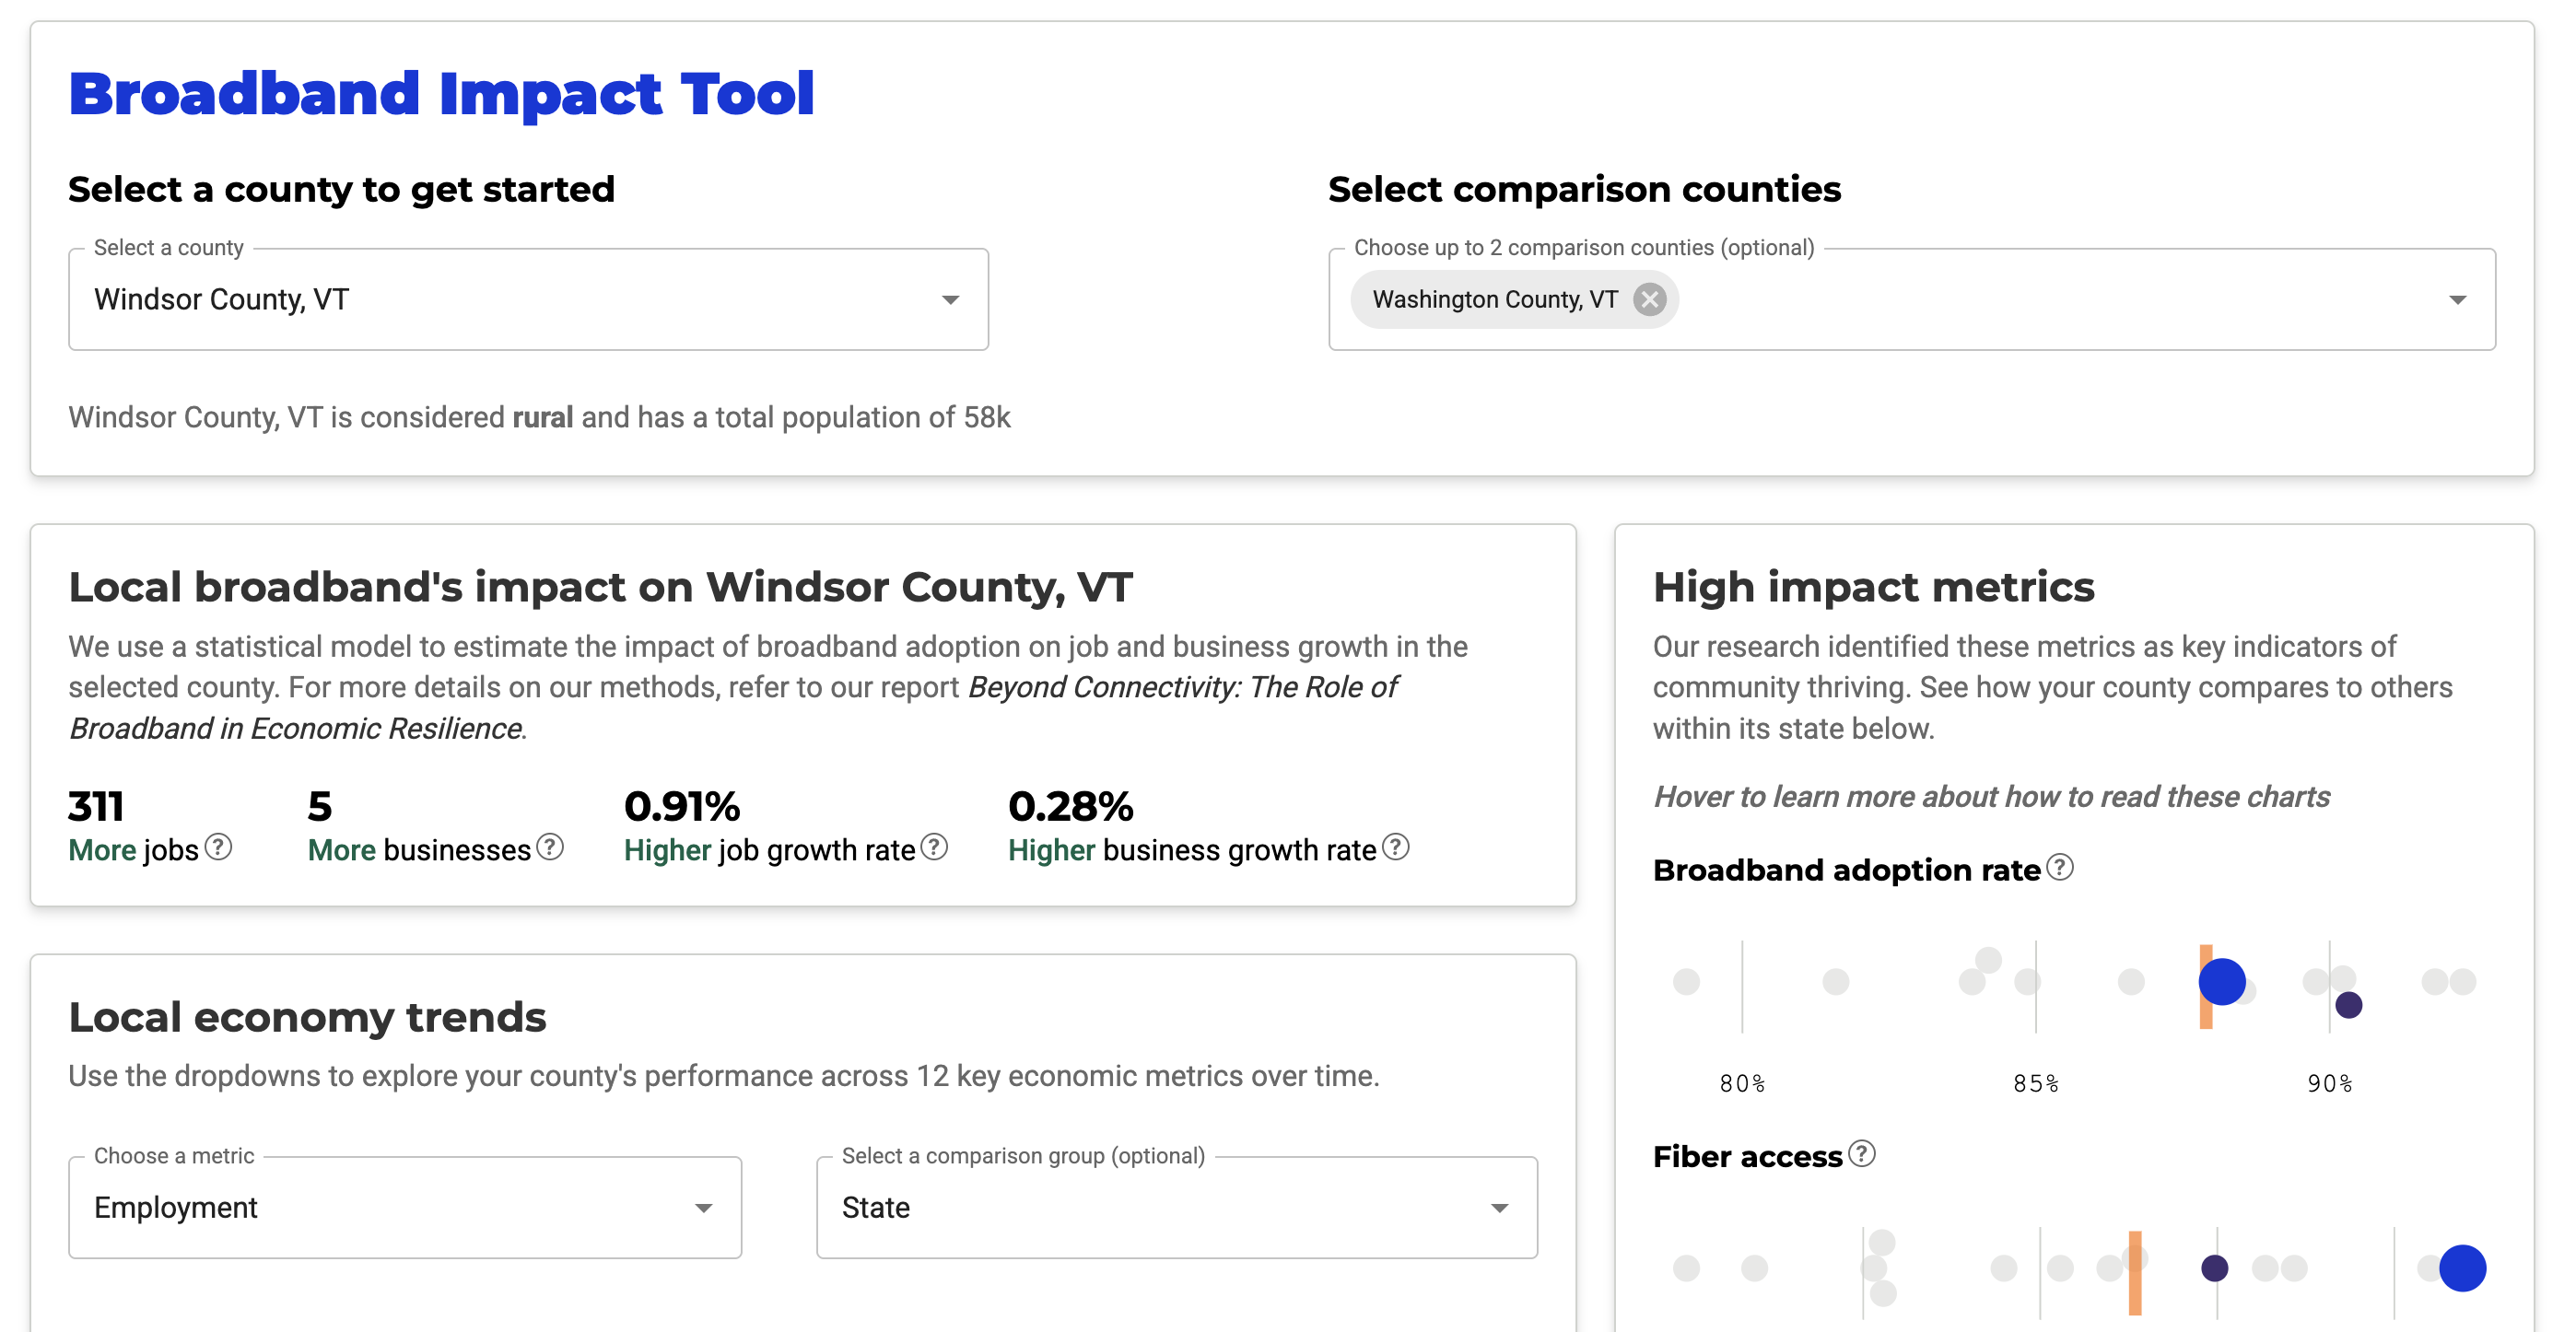 Broadband Impact Tool
Select a county to get started
Select a county
Windsor County, VT
Windsor County, VT is considered rural and has a total population of 58k
Select comparison counties
Choose up to 2 comparison counties (optional)
Washington County, VT
Local broadband's impact on Windsor County, VT
We use a statistical model to estimate the impact of broadband adoption on job and business growth in the
selected county. For more details on our methods, refer to our report Beyond Connectivity: The Role of
Broadband in Economic Resilience.
311
More jobs ?
5
More businesses ?
0.91%
Higher job growth rate ?
0.28%
Higher business growth rate ?
Local economy trends
Use the dropdowns to explore your county's performance across 12 key economic metrics over time.
Choose a metric
Employment
Select a comparison group (optional)
State
High impact metrics
Our research identified these metrics as key indicators of
community thriving. See how your county compares to others
within its state below.
Hover to learn more about how to read these charts
Broadband adoption rate ?
80% 85% 90%
Fiber access ?